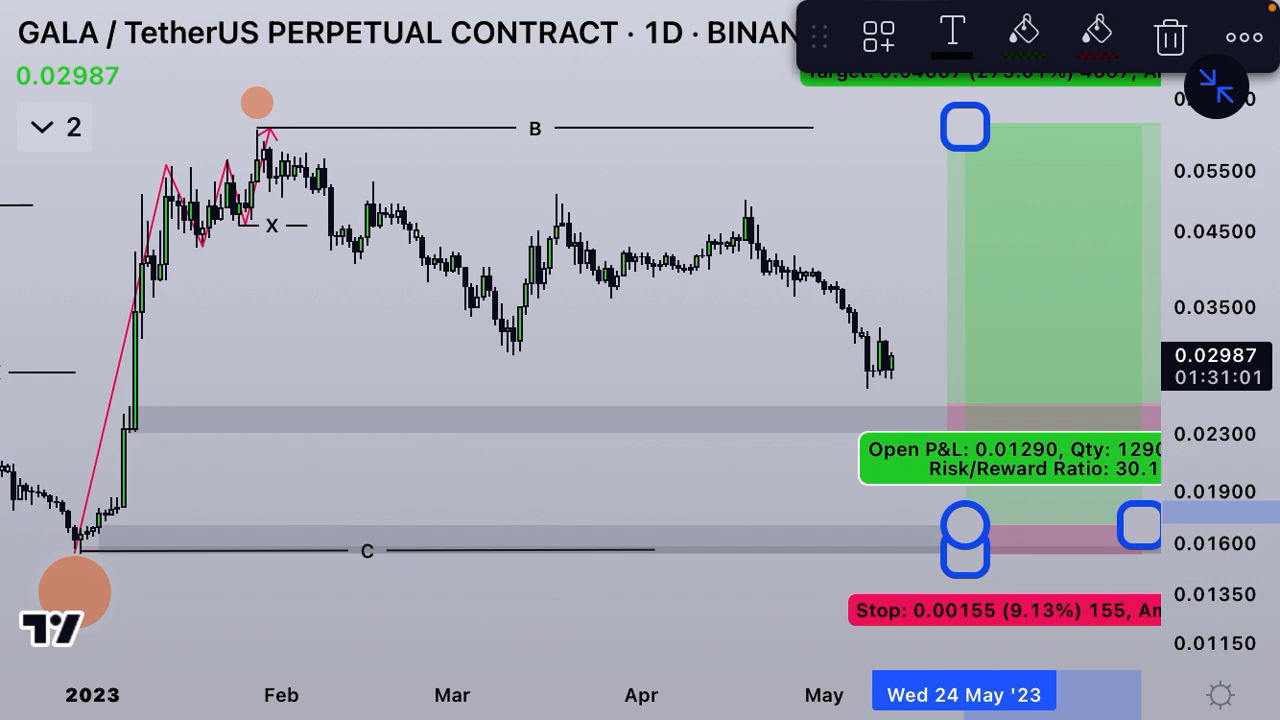 GALA / TetherUS PERPETUAL CONTRACT · 1D · BINAN
0.02987
2
B
X
C
0.05500
0.04500
0.03500
0.02987
01:31:01
0.02300
Open P&L: 0.01290, Qty: 1290
Risk/Reward Ratio: 30.1
0.01900
0.01600
0.01350
Stop: 0.00155 (9.13%) 155, Am
0.01150
2023
Feb
Mar
Apr
May
Wed 24 May '23